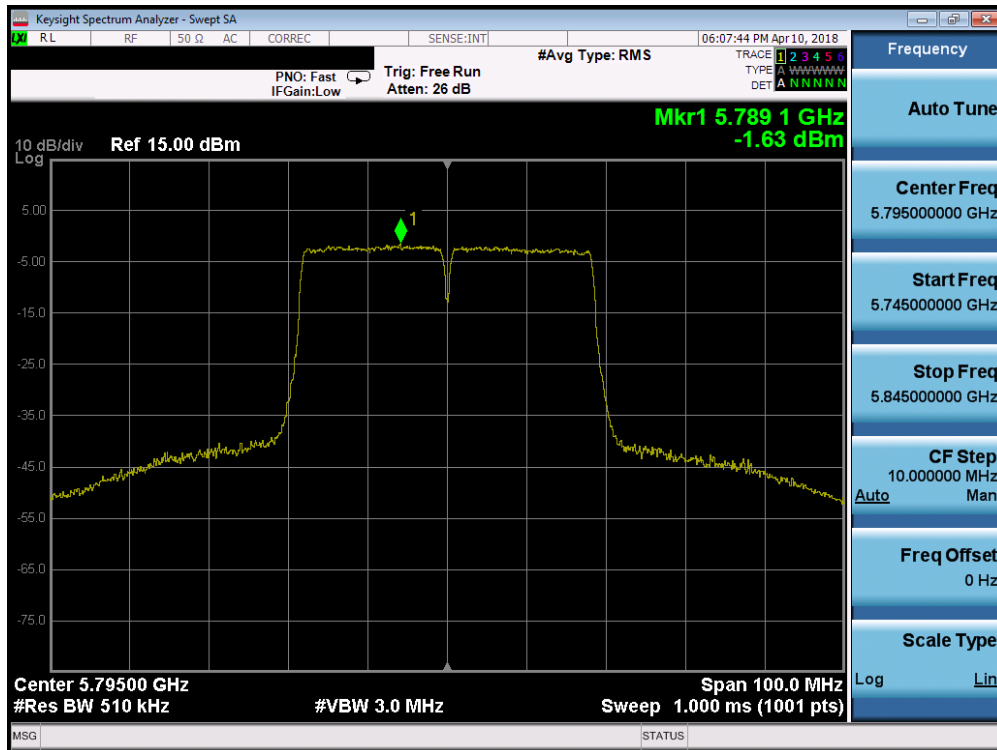 Keysight Spectrum Analyzer - Swept SA
LXI RL RF 50 Ω AC CORREC SENSE:INT 06:07:44 PM Apr 10, 2018
#Avg Type: RMS
TRACE 1 2 3 4 5 6
PNO: Fast Trig: Free Run
TYPE A WWWWW
IFGain:Low Atten: 26 dB
DET A N N N N N
Mkr1 5.789 1 GHz
-1.63 dBm
10 dB/div Ref 15.00 dBm
Log
1
5.00
-5.00
-15.0
-25.0
-35.0
-45.0
-55.0
-65.0
-75.0
Center 5.79500 GHz Span 100.0 MHz
#Res BW 510 kHz #VBW 3.0 MHz Sweep 1.000 ms (1001 pts)
MSG STATUS
Frequency
Auto Tune
Center Freq
5.795000000 GHz
Start Freq
5.745000000 GHz
Stop Freq
5.845000000 GHz
CF Step
10.000000 MHz
Auto Man
Freq Offset
0 Hz
Scale Type
Log Lin